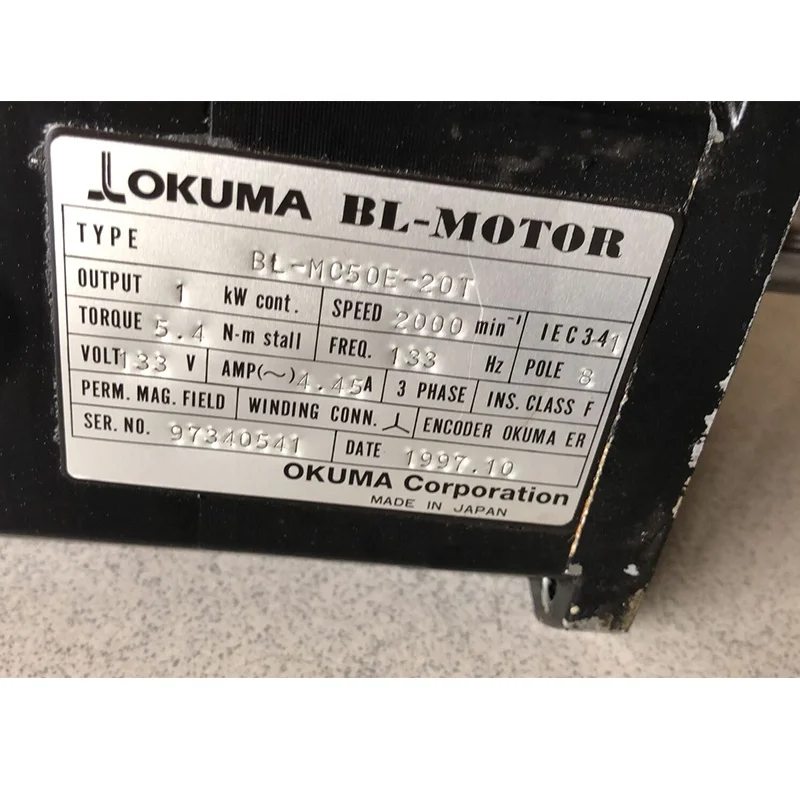 OKUMA BL-MOTOR
TYPE BL-MC50E-20T
OUTPUT 1 kW cont. SPEED 2000 min⁻¹ IEC34-1
TORQUE 5.4 N-m stall FREQ. 133 Hz POLE 8
VOLT 133 V AMP(~) 4.45 A 3 PHASE INS. CLASS F
PERM. MAG. FIELD WINDING CONN. ENCODER OKUMA ER
SER. NO. 97340541 DATE 1997.10
OKUMA Corporation
MADE IN JAPAN